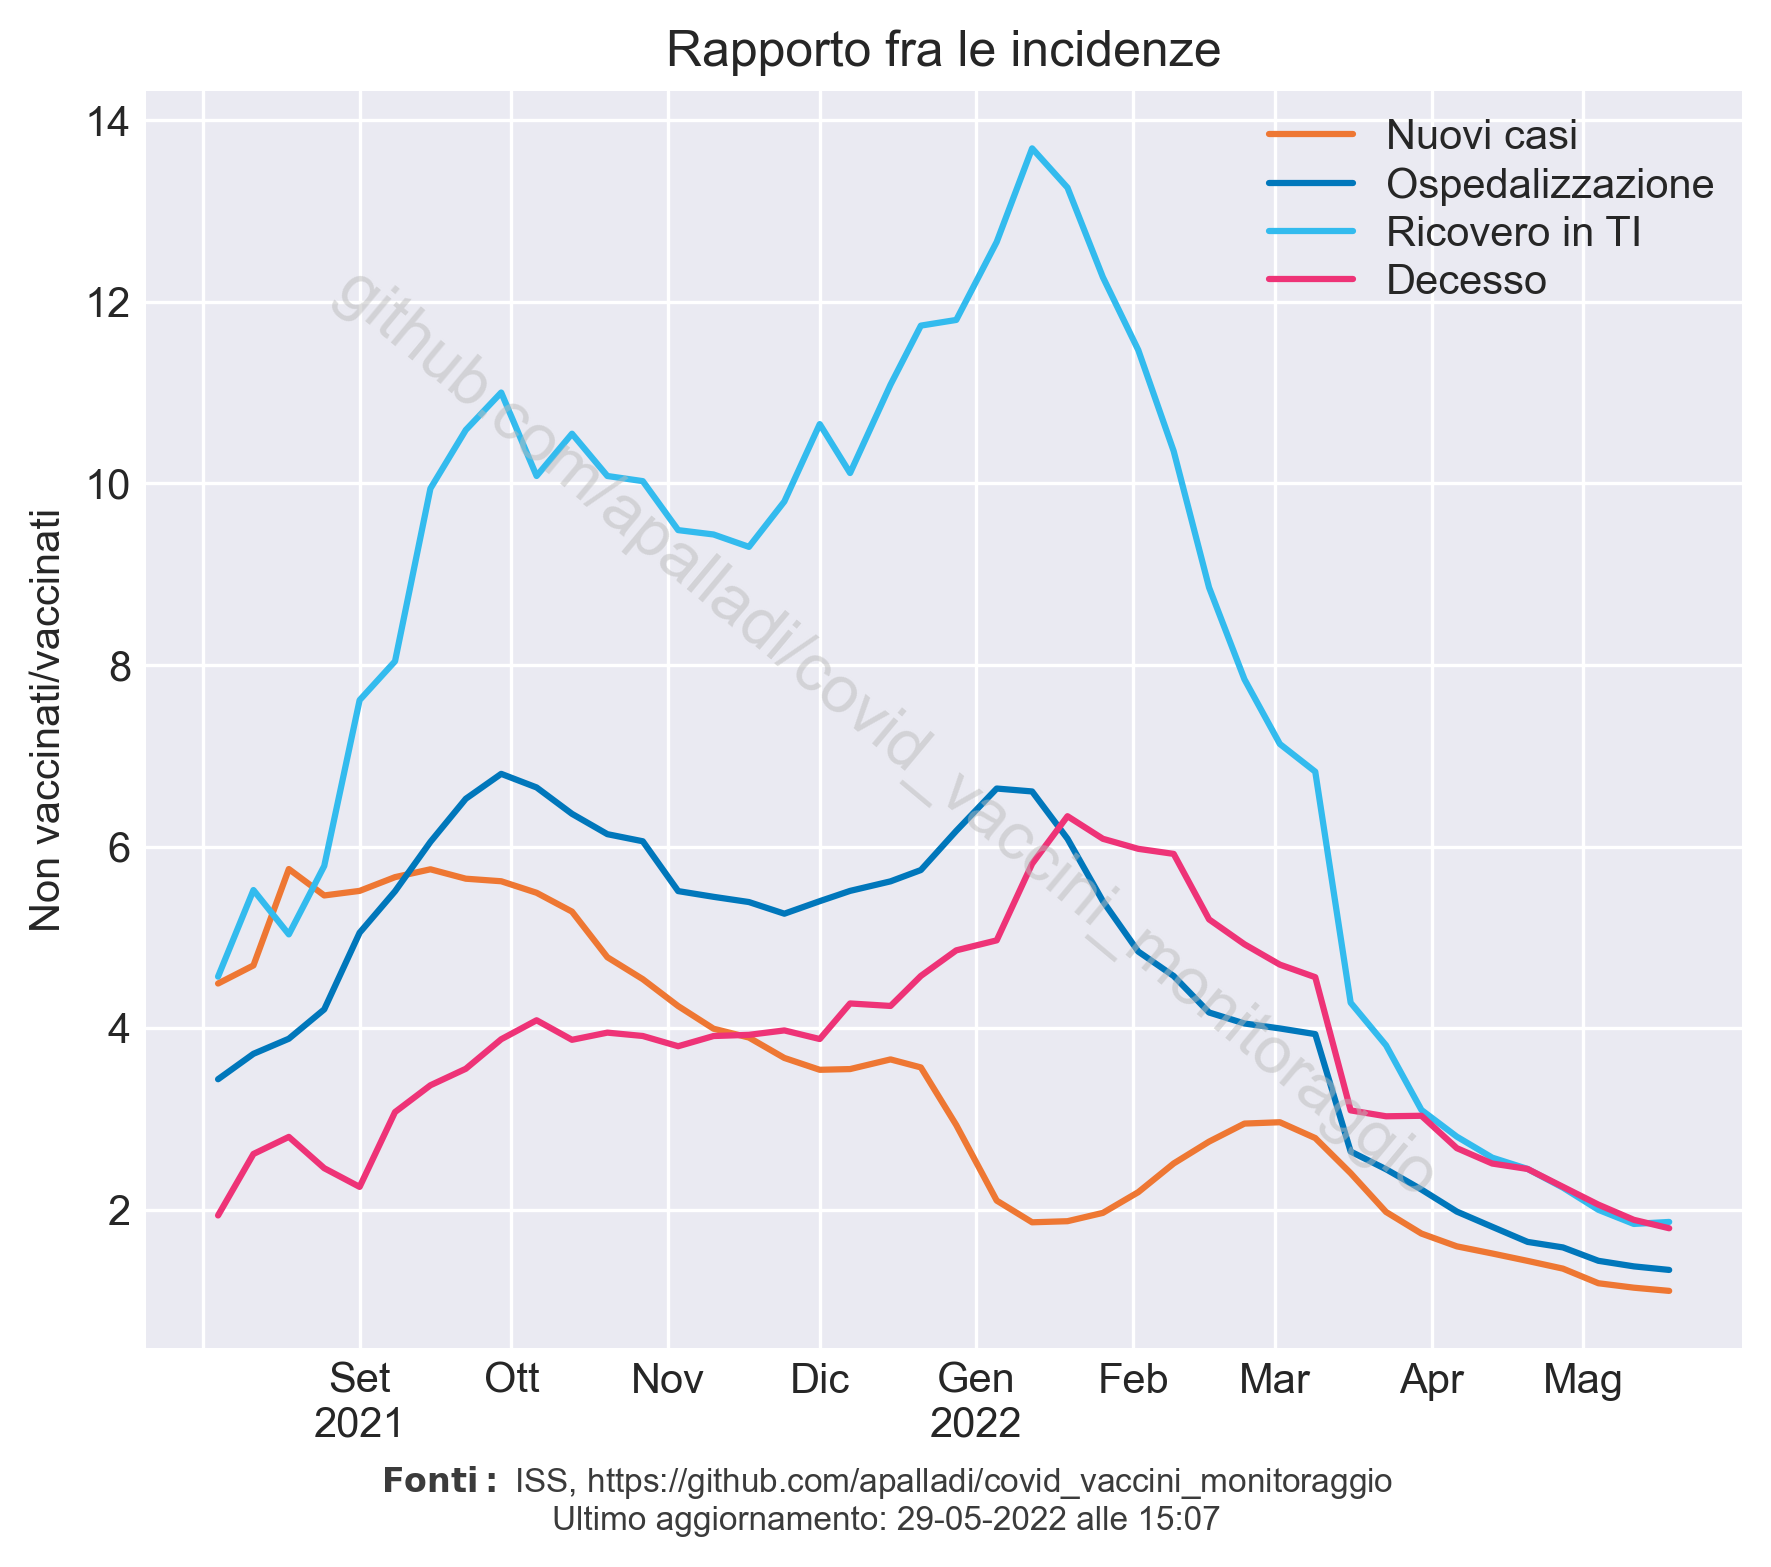 Rapporto fra le incidenze
14
12
10
8
6
4
2
Non vaccinati/vaccinati
Nuovi casi
Ospedalizzazione
Ricovero in TI
Decesso
github.com/apalladi/covid_vaccini_monitoraggio
Set Ott Nov Dic Gen Feb Mar Apr Mag
2021 2022
Fonti: ISS, https://github.com/apalladi/covid_vaccini_monitoraggio
Ultimo aggiornamento: 29-05-2022 alle 15:07